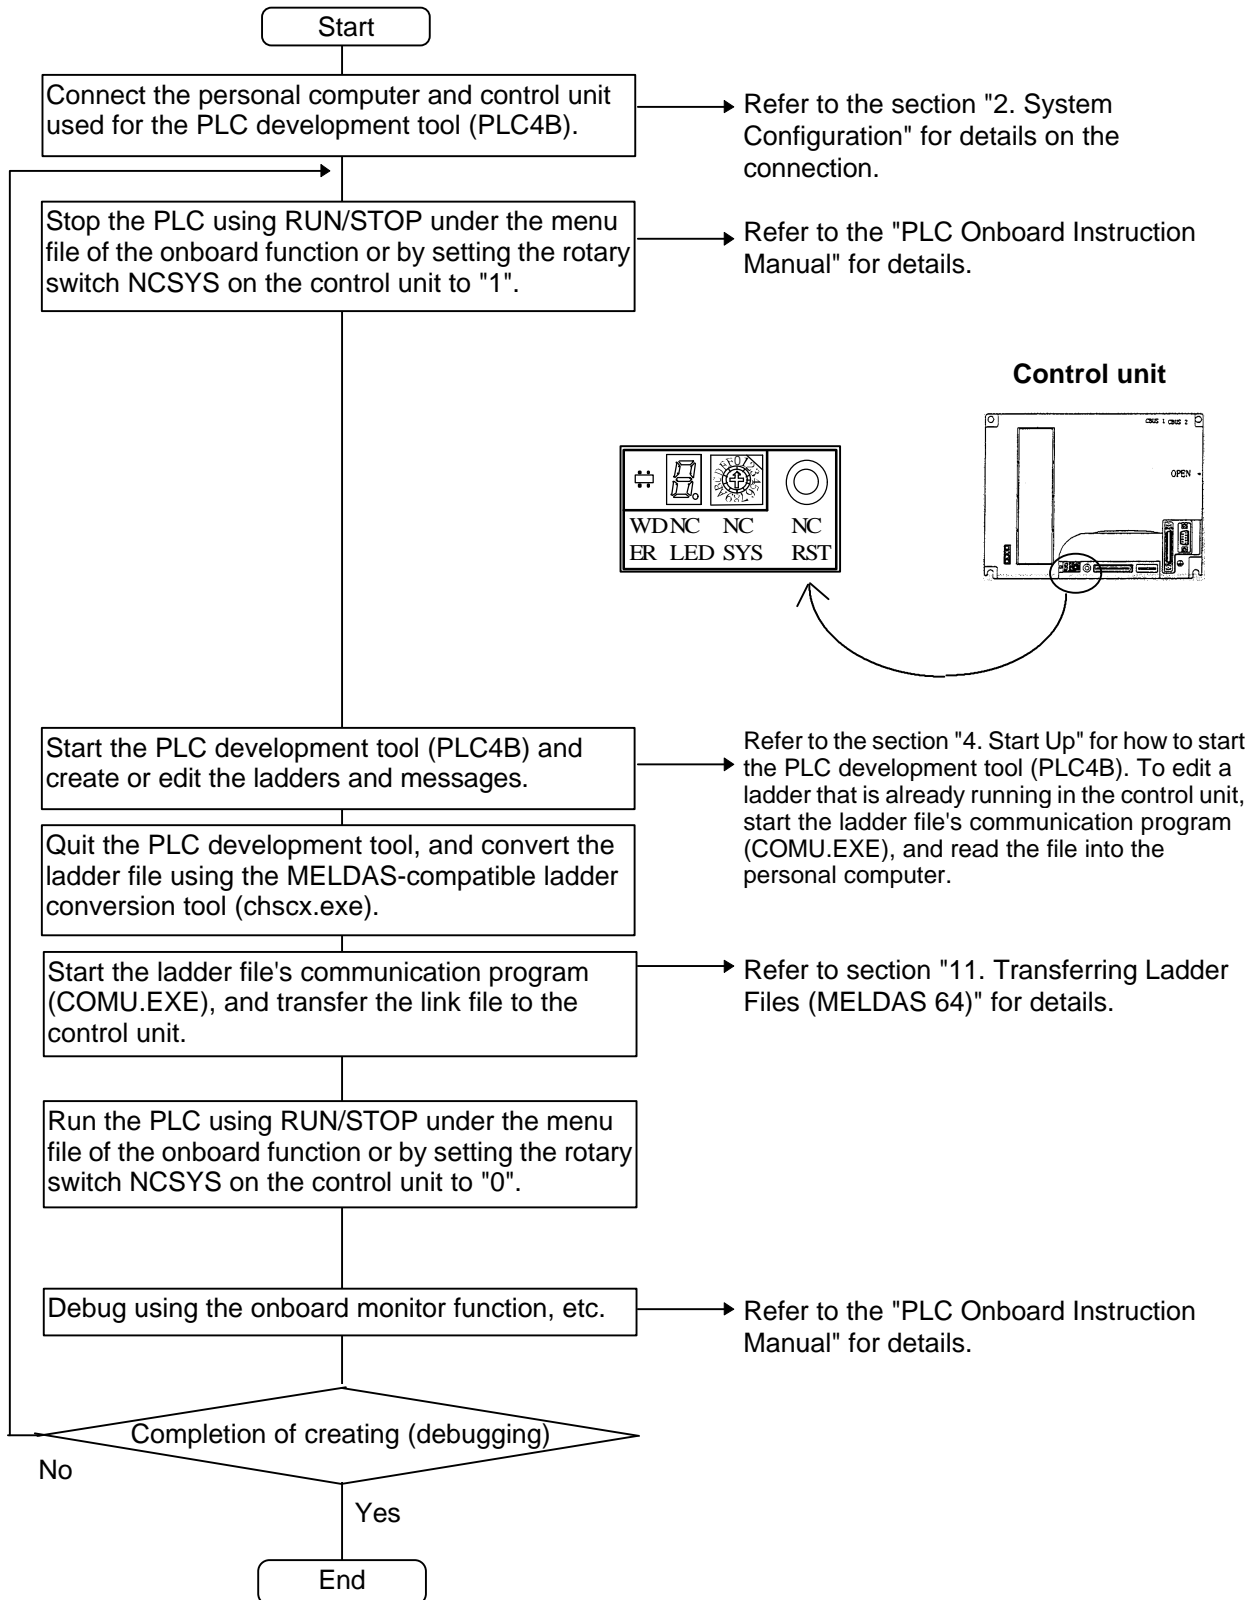 Start
Connect the personal computer and control unit
used for the PLC development tool (PLC4B).
Refer to the section "2. System
Configuration" for details on the
connection.
Stop the PLC using RUN/STOP under the menu
file of the onboard function or by setting the rotary
switch NCSYS on the control unit to "1".
Refer to the "PLC Onboard Instruction
Manual" for details.
Control unit
CBUS 1 CBUS 2
OPEN
WD NC NC NC
ER LED SYS RST
Start the PLC development tool (PLC4B) and
create or edit the ladders and messages.
Refer to the section "4. Start Up" for how to start
the PLC development tool (PLC4B). To edit a
ladder that is already running in the control unit,
start the ladder file's communication program
(COMU.EXE), and read the file into the
personal computer.
Quit the PLC development tool, and convert the
ladder file using the MELDAS-compatible ladder
conversion tool (chscx.exe).
Start the ladder file's communication program
(COMU.EXE), and transfer the link file to the
control unit.
Refer to section "11. Transferring Ladder
Files (MELDAS 64)" for details.
Run the PLC using RUN/STOP under the menu
file of the onboard function or by setting the rotary
switch NCSYS on the control unit to "0".
Debug using the onboard monitor function, etc.
Refer to the "PLC Onboard Instruction
Manual" for details.
Completion of creating (debugging)
No
Yes
End